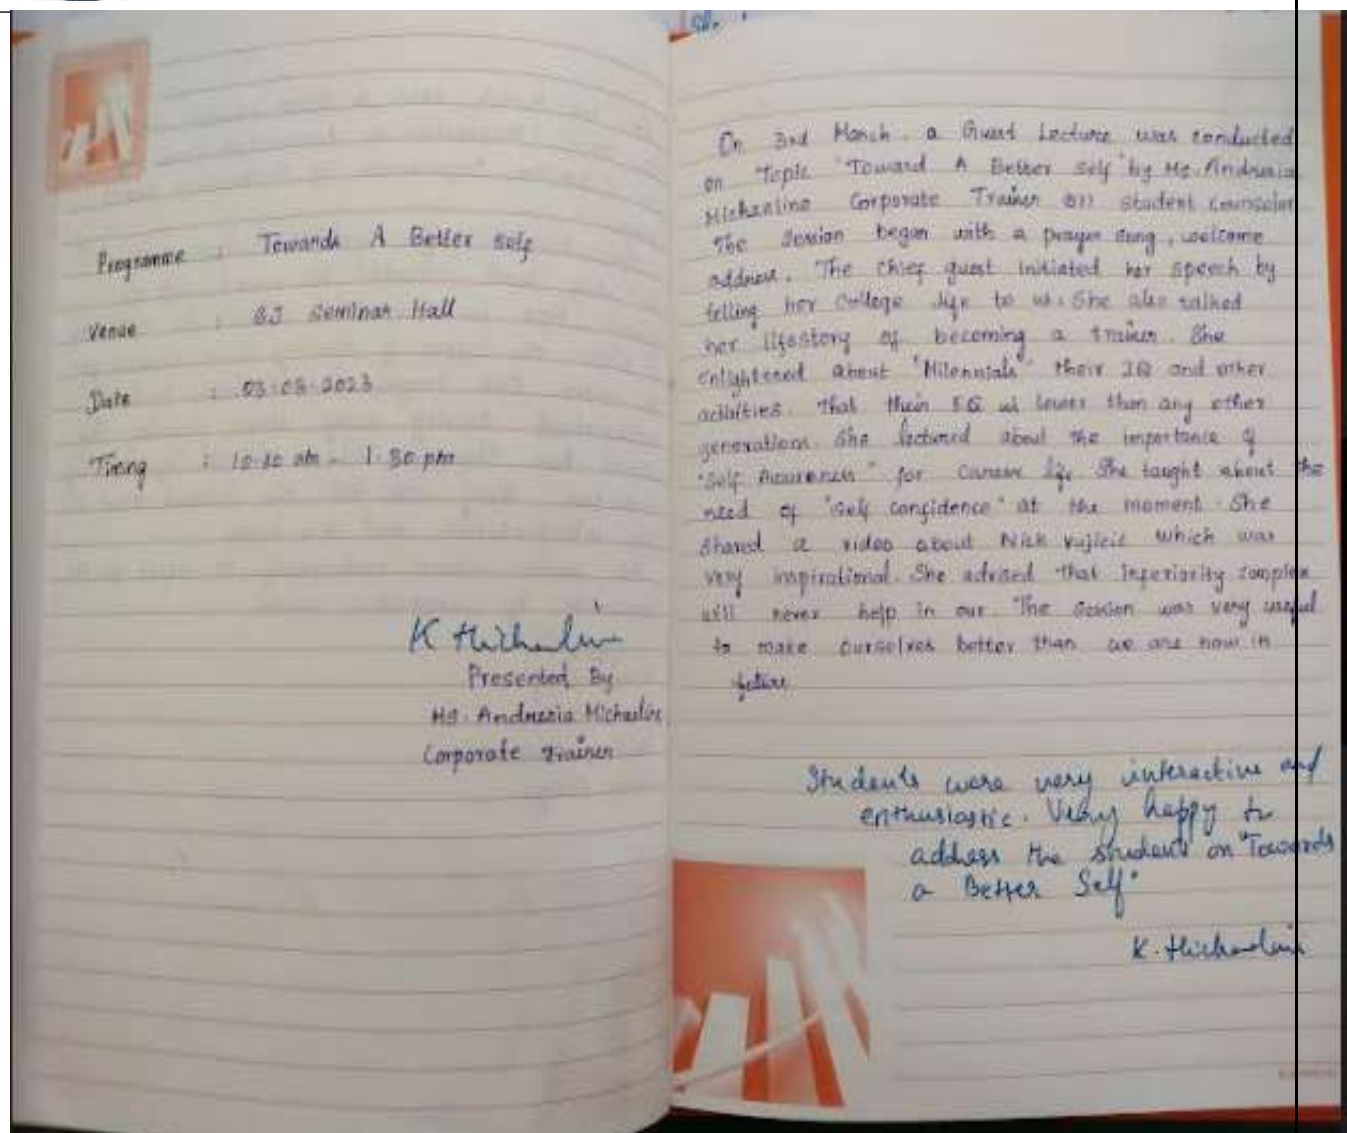 Programme : Towards A Better Self
Venue : SJ Seminar Hall
Date : 03.03.2023
Timing : 10.30 am - 1.30 pm
K Michaeline
Presented By
Ms. Andrezia Michaeline
Corporate Trainer
She
On 3rd March, a Guest Lecture was conducted
on Topic "Toward A Better Self" by Ms. Andrezia
Michaeline Corporate Trainer student counselor
The Session began with a prayer song, welcome
address. The chief guest initiated her speech by
telling her College life to us. She also talked
her lifestory of becoming a trainer. She
enlightened about "Milennials" their IQ and other
activities. That their EQ is lower than any other
generations. She lectured about the importance of
"Self Awareness" for Career life. She taught about the
need of "Self confidence" at the moment. She
shared a video about Nick Vujicic which was
very inspirational. She advised that inferiority complex
will never help in our. The Session was very useful
to make ourselves better than we are now in
future
Students were very interactive and
enthusiastic. Very happy to
address the students on "Towards
a Better Self"
K. Michaeline